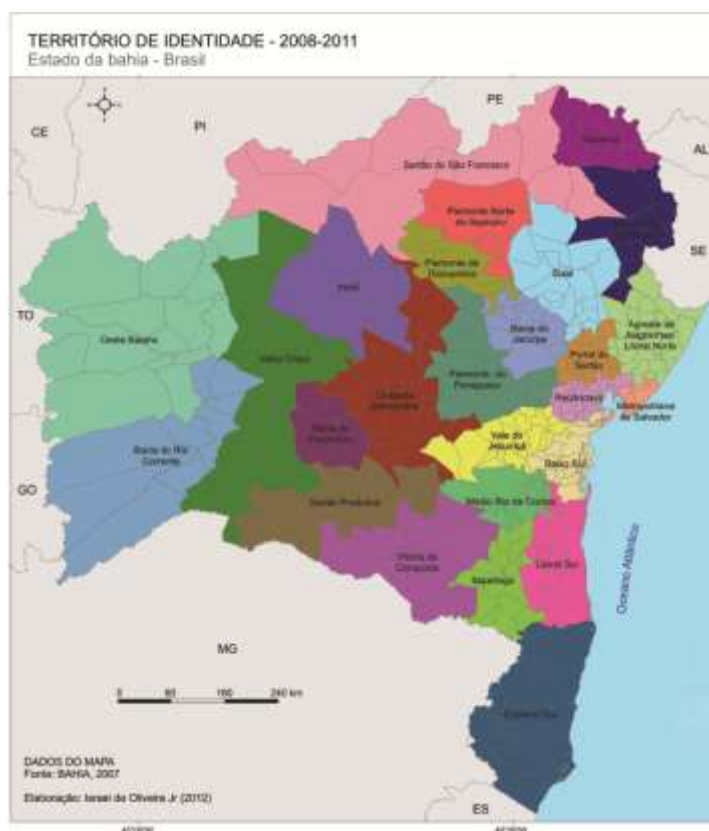 TERRITÓRIO DE IDENTIDADE - 2008-2011
Estado da bahia - Brasil
PE
CE
PI
AL
Itaparica
Sertão do São Francisco
Piemonte Norte
do Itapicuru
SE
Piemonte da
Diamantina
Sisal
Irecê
TO
Oeste Baiano
Velho Chico
Bacia do
Jacuípe
Agreste de
Alagoinhas/
Litoral Norte
Portal do
Sertão
Piemonte do
Paraguaçu
Chapada
Diamantina
Recôncavo
Metropolitana
de Salvador
Bacia do
Paramirim
Bacia do Rio
Corrente
Vale do
Jiquiriçá
Baixo Sul
GO
Sertão Produtivo
Médio Rio de Contas
Vitória da
Conquista
Litoral Sul
Itapetinga
Oceano Atlântico
MG
0 80 160 240 km
Extremo Sul
DADOS DO MAPA
Fonte: BAHIA, 2007
Elaboração: Israel de Oliveira Jr (2012)
ES